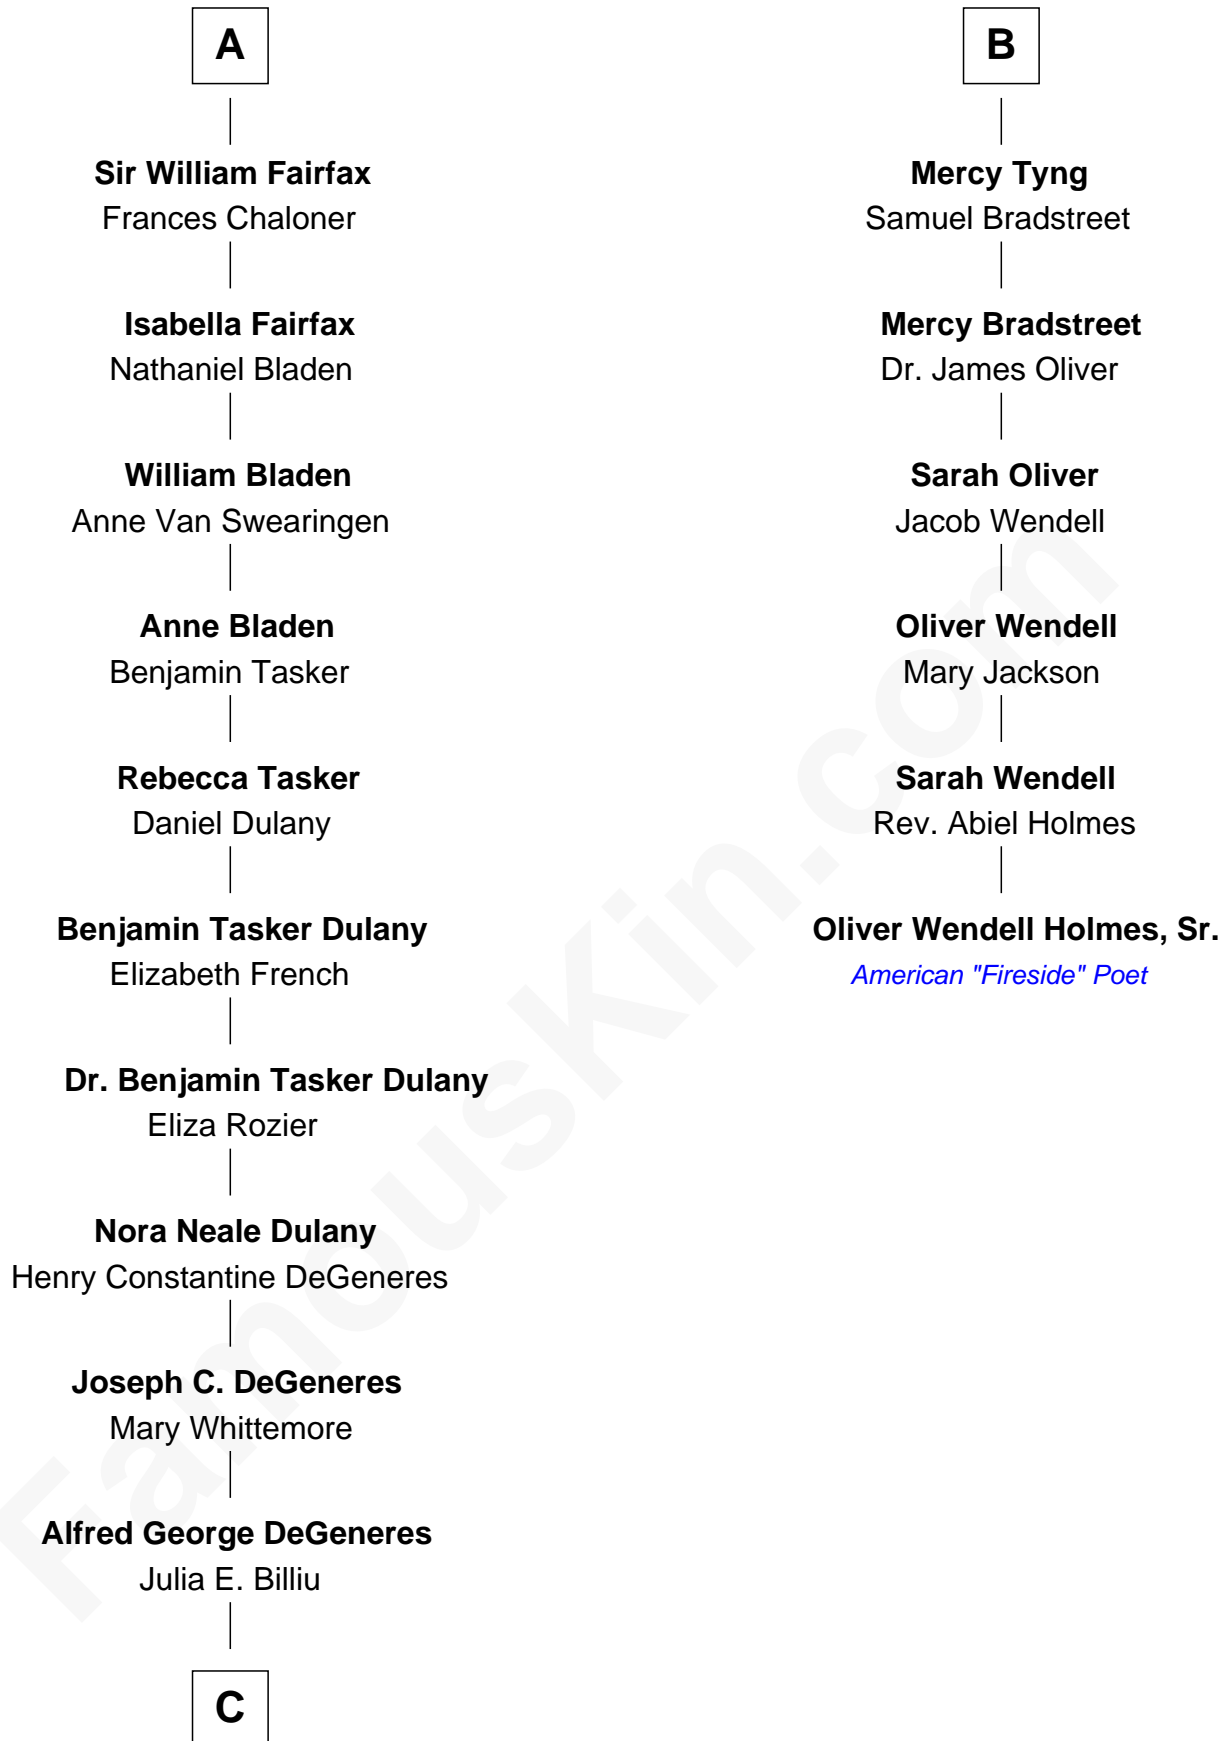 A
Sir William Fairfax
Frances Chaloner
Isabella Fairfax
Nathaniel Bladen
William Bladen
Anne Van Swearingen
Anne Bladen
Benjamin Tasker
Rebecca Tasker
Daniel Dulany
Benjamin Tasker Dulany
Elizabeth French
Dr. Benjamin Tasker Dulany
Eliza Rozier
Nora Neale Dulany
Henry Constantine DeGeneres
Joseph C. DeGeneres
Mary Whittemore
Alfred George DeGeneres
Julia E. Billiu
C
B
Mercy Tyng
Samuel Bradstreet
Mercy Bradstreet
Dr. James Oliver
Sarah Oliver
Jacob Wendell
Oliver Wendell
Mary Jackson
Sarah Wendell
Rev. Abiel Holmes
Oliver Wendell Holmes, Sr.
American "Fireside" Poet
FamousKin.com